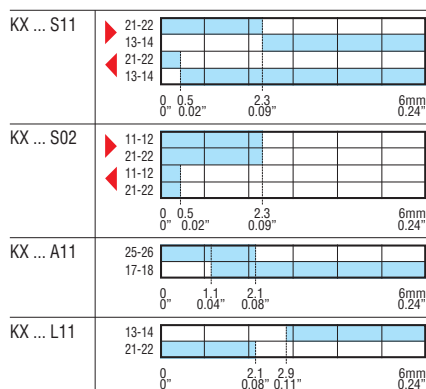 KX ... S11
21-22
13-14
21-22
13-14
0 0.5 2.3 6mm
0" 0.02" 0.09" 0.24"
KX ... S02
11-12
21-22
11-12
21-22
0 0.5 2.3 6mm
0" 0.02" 0.09" 0.24"
KX ... A11
25-26
17-18
0 1.1 2.1 6mm
0" 0.04" 0.08" 0.24"
KX ... L11
13-14
21-22
0 2.1 2.9 6mm
0" 0.08" 0.11" 0.24"